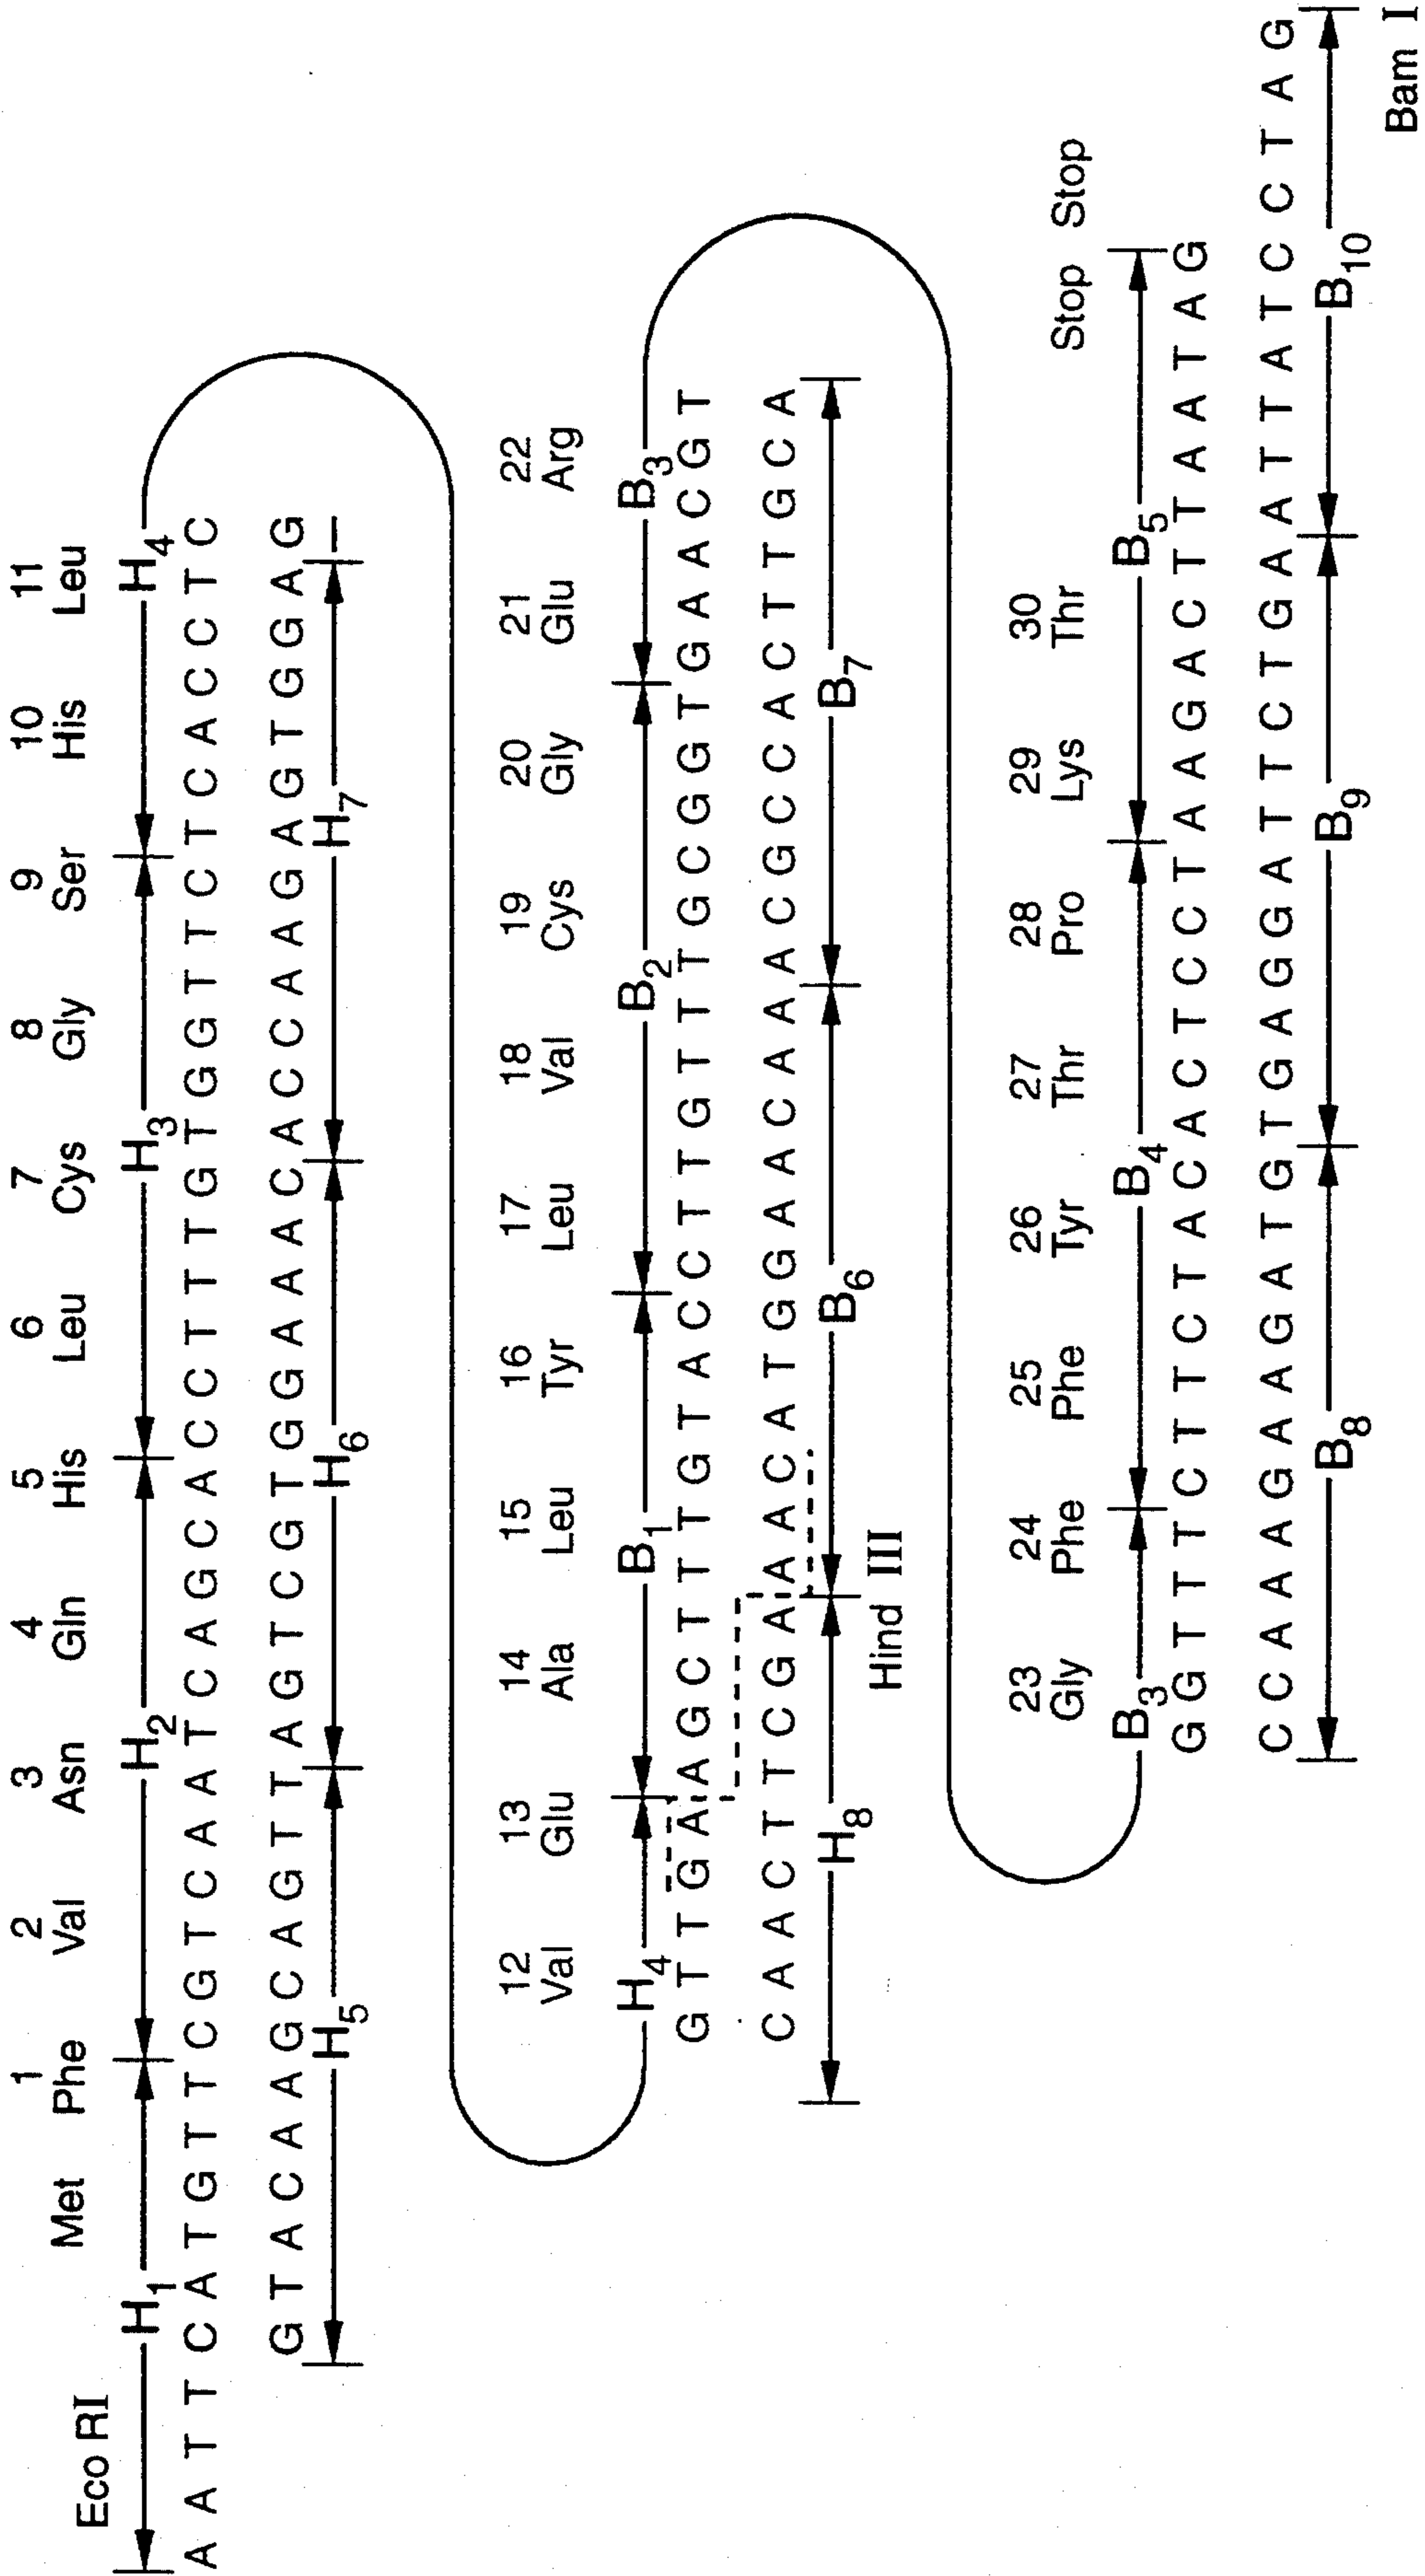 1 2 3 4 5 6 7 8 9 10 11
Eco RI Met Phe Val Asn Gln His Leu Cys Gly Ser His Leu
H1 H2 H3 H4
A A T T C A T G T T C G T C A A T C A G C A C C T T T G T G G T T C T C A C C T C
G T A C A A G C A G T T A G T C G T G G A A A C A C C A A G A G T G G A G
H5 H6 H7
12 13 14 15 16 17 18 19 20 21 22
Val Glu Ala Leu Tyr Leu Val Cys Gly Glu Arg
H4 B1 B2 B3
G T T G A A G C T T T G T A C C T T G T T T G C G G T G A A C G T
C A A C T T C G A A A C A T G G A A C A A A C G C C A C T T G C A
H8 B6 B7
Hind III
23 24 25 26 27 28 29 30
Gly Phe Phe Tyr Thr Pro Lys Thr Stop Stop
B3 B4 B5
G G T T T C T T C T A C A C T C C T A A G A C T T A A T A G
C C A A A G A A G A T G T G A G G A T T C T G A A T T A T C C T A G
B8 B9 B10
Bam I